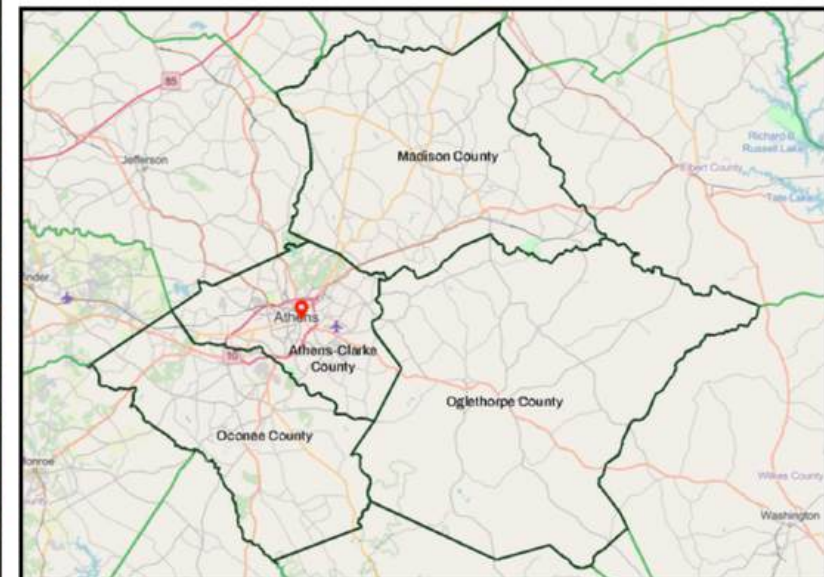 85
Madison County
Richard B
Russell Lake
Jefferson
Elbert County
Tate Lake
Athens
Athens-Clarke
County
10
Oglethorpe County
Oconee County
Wilkes County
Washington